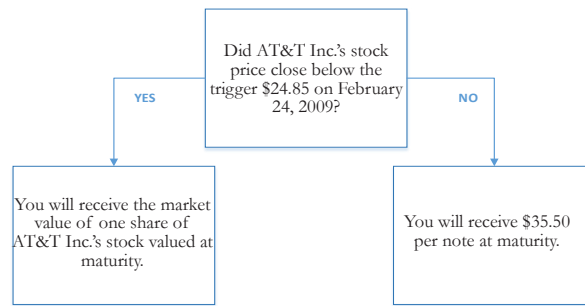 Did AT&T Inc.'s stock
price close below the
trigger $24.85 on February
24, 2009?
YES
NO
You will receive the market
value of one share of
AT&T Inc.'s stock valued at
maturity.
You will receive $35.50
per note at maturity.